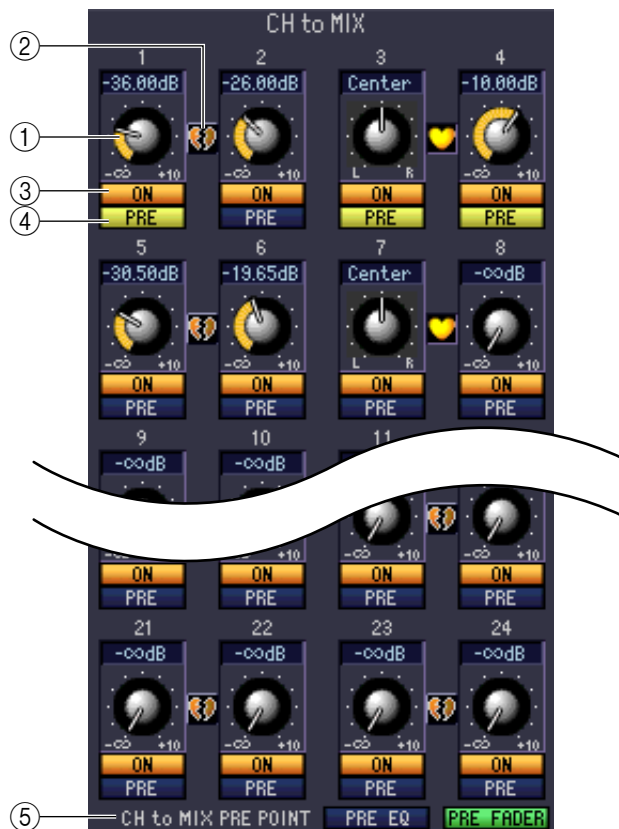 CH to MIX
②
1 2 3 4
-36.00dB -26.00dB Center -10.00dB
①
-∞ +10 -∞ +10 L R -∞ +10
③ ON ON ON ON
④ PRE PRE PRE PRE
5 6 7 8
-30.50dB -19.65dB Center -∞dB
-∞ +10 -∞ +10 L R -∞ +10
ON ON ON ON
PRE PRE PRE PRE
9 10 11
-∞dB -∞dB
+10 -∞ +10 -∞ +10
ON ON ON ON
PRE PRE PRE PRE
21 22 23 24
-∞dB -∞dB -∞dB -∞dB
-∞ +10 -∞ +10 -∞ +10 -∞ +10
ON ON ON ON
PRE PRE PRE PRE
⑤ CH to MIX PRE POINT PRE EQ PRE FADER